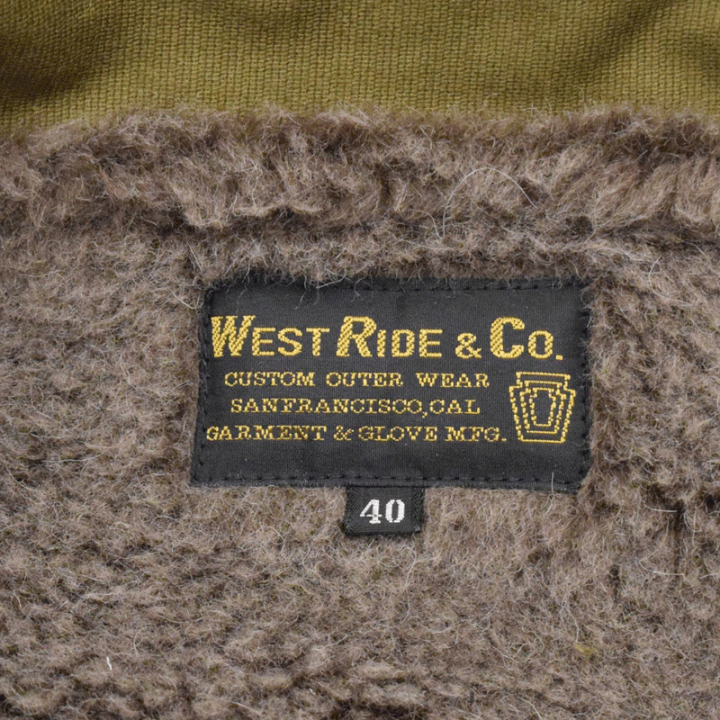 WEST RIDE & CO.
CUSTOM OUTER WEAR
SANFRANCISCO,CAL
GARMENT & GLOVE MFG.
40